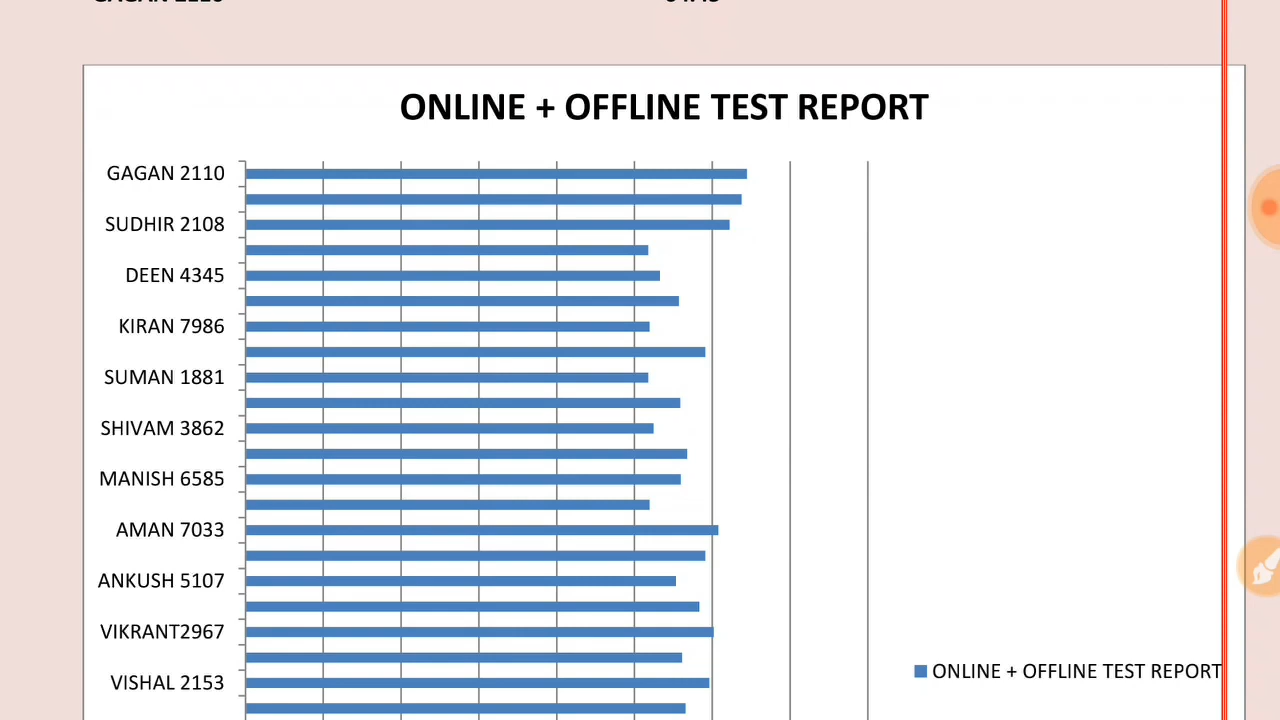 ONLINE + OFFLINE TEST REPORT
GAGAN 2110
SUDHIR 2108
DEEN 4345
KIRAN 7986
SUMAN 1881
SHIVAM 3862
MANISH 6585
AMAN 7033
ANKUSH 5107
VIKRANT2967
VISHAL 2153
ONLINE + OFFLINE TEST REPORT